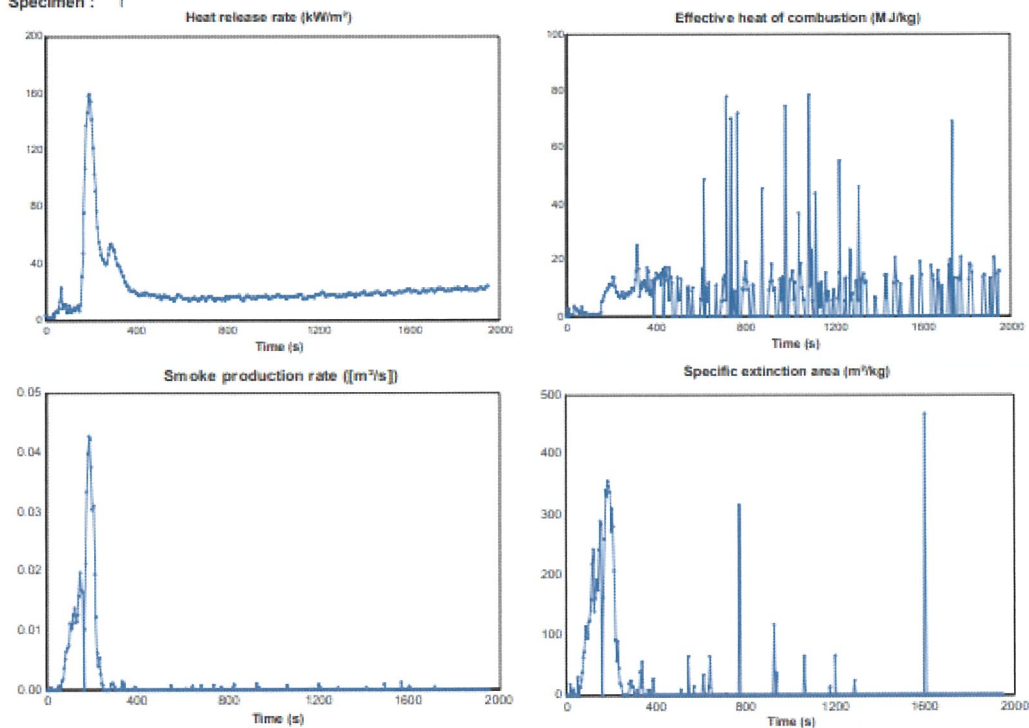 Specimen : 1
Heat release rate (kW/m²)
200
160
120
80
40
0
0 400 800 1200 1600 2000
Time (s)
Effective heat of combustion (MJ/kg)
100
80
60
40
20
0
0 400 800 1200 1600 2000
Time (s)
Smoke production rate ([m²/s])
0.05
0.04
0.03
0.02
0.01
0.00
0 400 800 1200 1600 2000
Time (s)
Specific extinction area (m²/kg)
500
400
300
200
100
0
0 400 800 1200 1600 2000
Time (s)